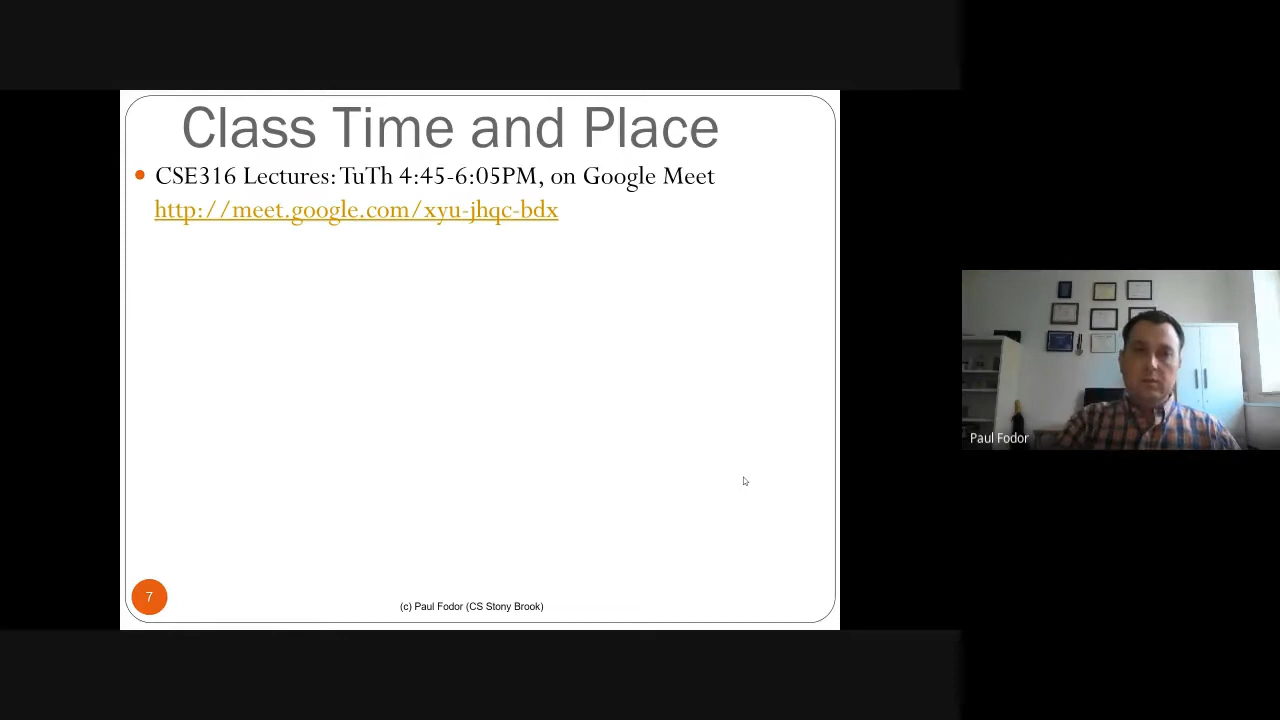 Class Time and Place
• CSE316 Lectures: TuTh 4:45-6:05PM, on Google Meet
http://meet.google.com/xyu-jhqc-bdx
7
(c) Paul Fodor (CS Stony Brook)
Paul Fodor